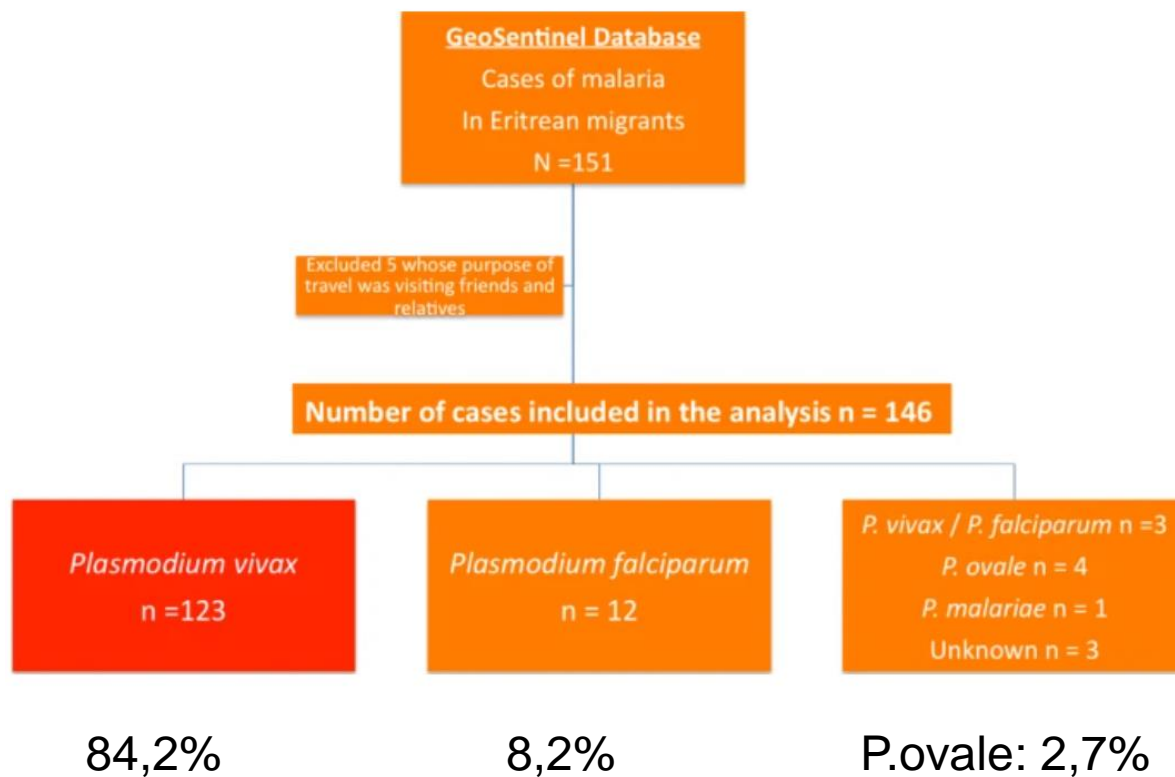 GeoSentinel Database
Cases of malaria
In Eritrean migrants
N =151
Excluded 5 whose purpose of
travel was visiting friends and
relatives
Number of cases included in the analysis n = 146
Plasmodium vivax
n =123
Plasmodium falciparum
n = 12
P. vivax / P. falciparum n =3
P. ovale n = 4
P. malariae n = 1
Unknown n = 3
84,2%
8,2%
P.ovale: 2,7%